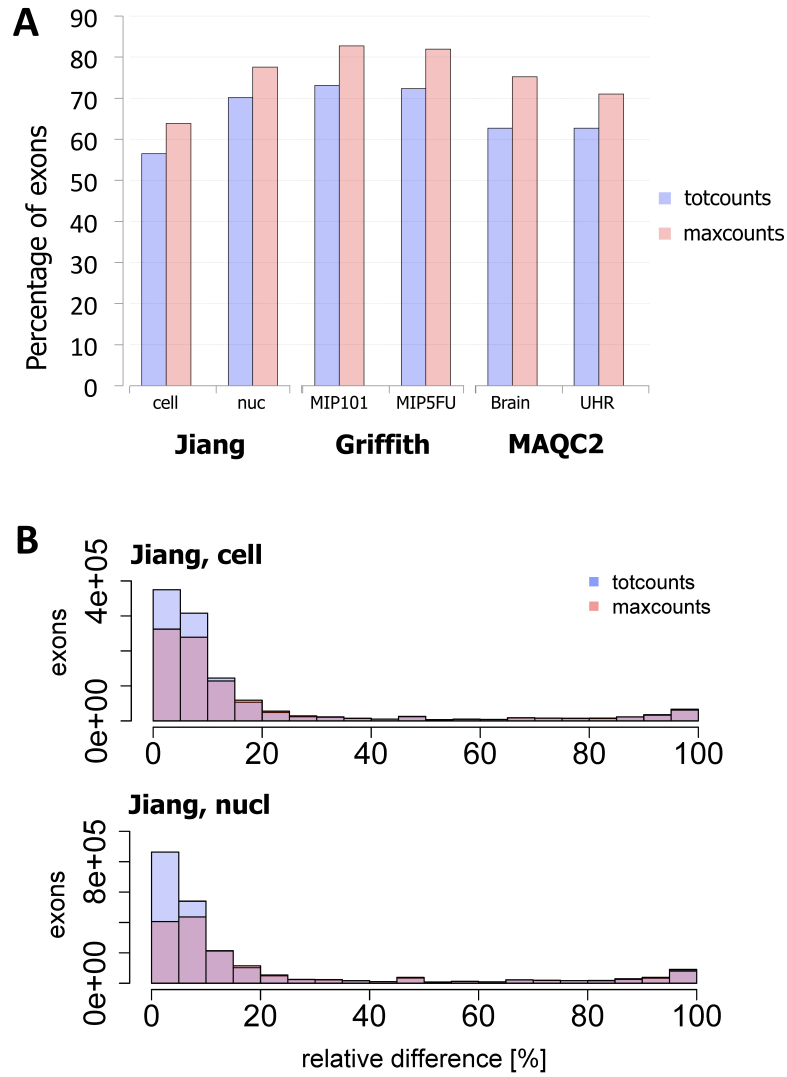 A
Percentage of exons
90
80
70
60
50
40
30
20
10
0
totcounts
maxcounts
cell nuc MIP101 MIP5FU Brain UHR
Jiang Griffith MAQC2
B
Jiang, cell
exons
4e+05
0e+00
totcounts
maxcounts
0 20 40 60 80 100
Jiang, nucl
exons
8e+05
0e+00
0 20 40 60 80 100
relative difference [%]